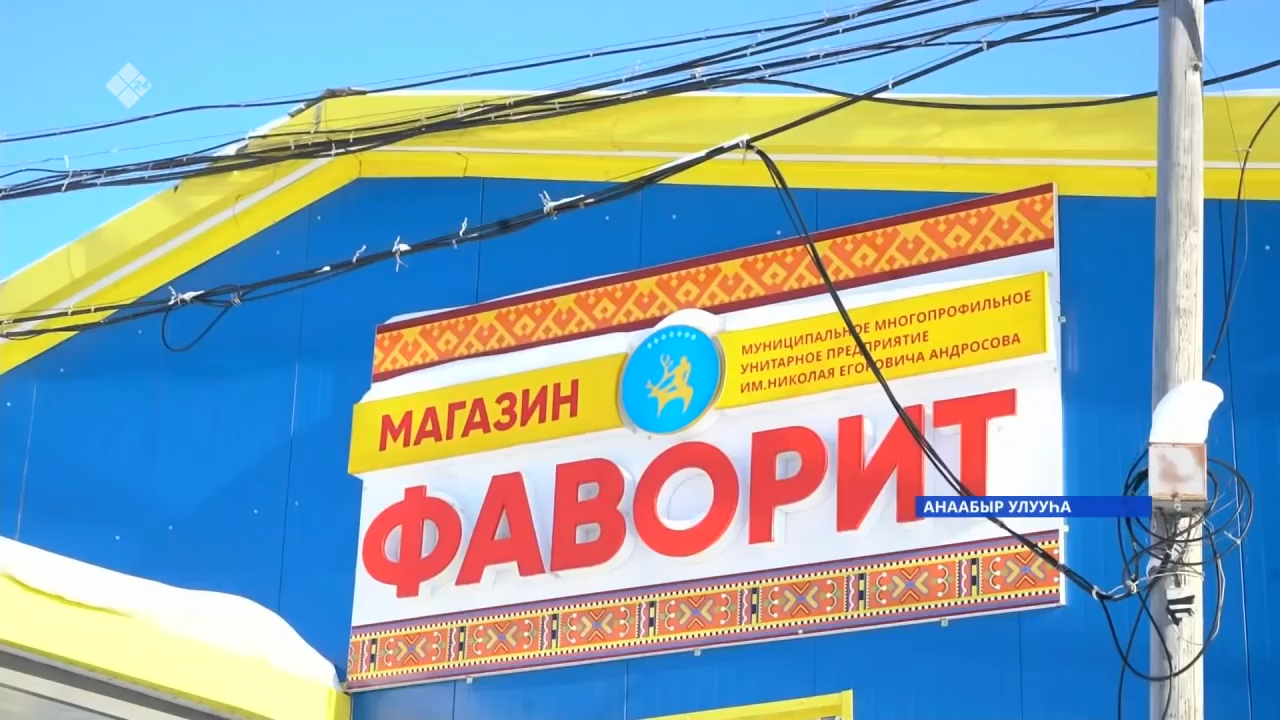 МАГАЗИН
МУНИЦИПАЛЬНОЕ МНОГОПРОФИЛЬНОЕ
УНИТАРНОЕ ПРЕДПРИЯТИЕ
ИМ.НИКОЛАЯ ЕГОРОВИЧА АНДРОСОВА
ФАВОРИТ
АНААБЫР УЛУУҺА